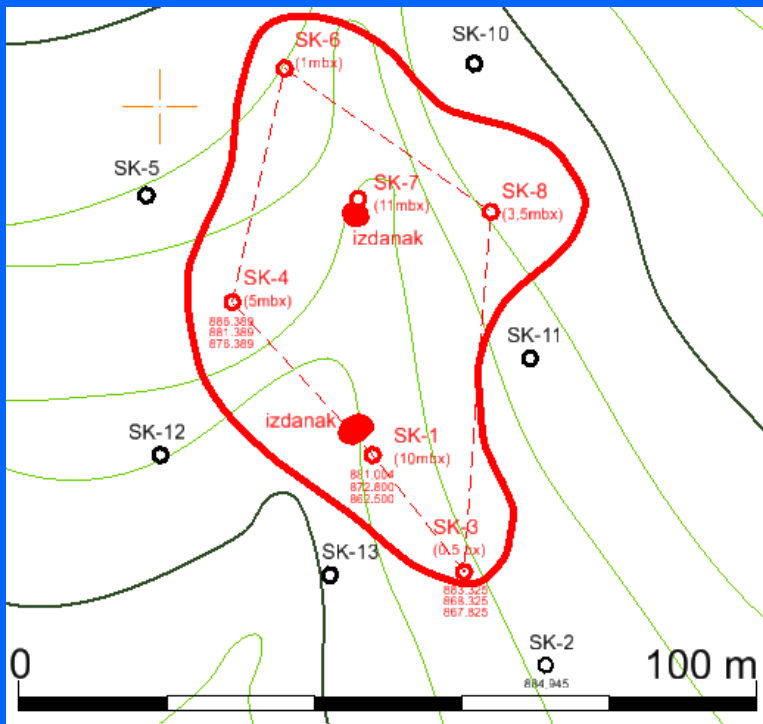 SK-6
(1mbx)
SK-10
SK-5
SK-7
(11mbx)
izdanak
SK-8
(3,5mbx)
SK-4
(5mbx)
886.389
881.389
876.389
SK-11
izdanak
SK-12
SK-1
(10mbx)
881.004
872.800
862.500
SK-3
SK-13
868.325
867.825
SK-2
884.945
0
100 m